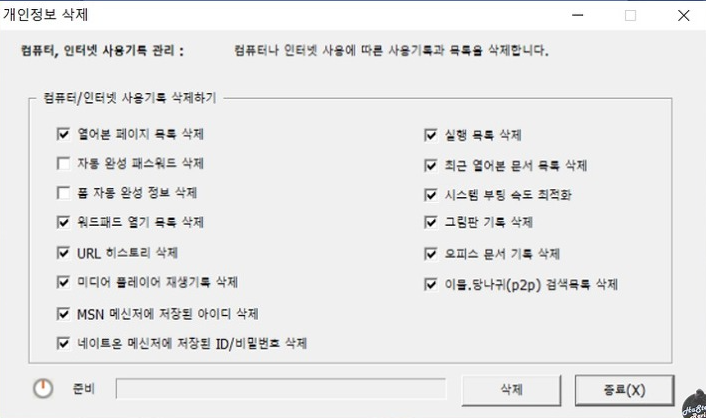 개인정보 삭제
컴퓨터, 인터넷 사용기록 관리 : 컴퓨터나 인터넷 사용에 따른 사용기록과 목록을 삭제합니다.
컴퓨터/인터넷 사용기록 삭제하기
열어본 페이지 목록 삭제
실행 목록 삭제
자동 완성 패스워드 삭제
최근 열어본 문서 목록 삭제
폼 자동 완성 정보 삭제
시스템 부팅 속도 최적화
워드패드 열기 목록 삭제
그림판 기록 삭제
URL 히스토리 삭제
오피스 문서 기록 삭제
미디어 플레이어 재생기록 삭제
이뮬,당나귀(p2p) 검색목록 삭제
MSN 메신저에 저장된 아이디 삭제
네이트온 메신저에 저장된 ID/비밀번호 삭제
준비
삭제
종료(X)